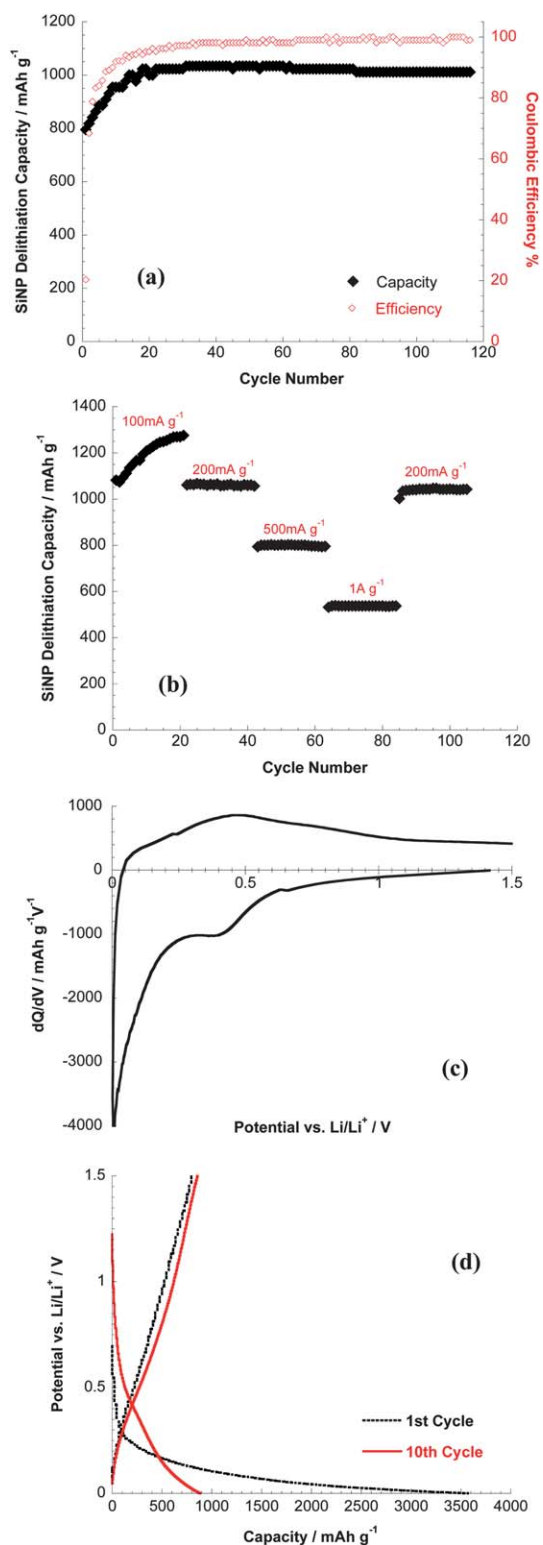 1200
1000
800
600
400
200
0
100
80
60
40
20
0
SiNP Delithiation Capacity / mAh g⁻¹
Coulombic Efficiency %
(a)
Capacity
Efficiency
0 20 40 60 80 100 120
Cycle Number
1400
1200
1000
800
600
400
200
0
SiNP Delithiation Capacity / mAh g⁻¹
100mA g⁻¹
200mA g⁻¹
200mA g⁻¹
500mA g⁻¹
1A g⁻¹
(b)
0 20 40 60 80 100 120
Cycle Number
1000
0
-1000
-2000
-3000
-4000
dQ/dV / mAh g⁻¹V⁻¹
0 0.5 1 1.5
(c)
Potential vs. Li/Li⁺ / V
1.5
1
0.5
0
Potential vs. Li/Li⁺ / V
(d)
1st Cycle
10th Cycle
0 500 1000 1500 2000 2500 3000 3500 4000
Capacity / mAh g⁻¹